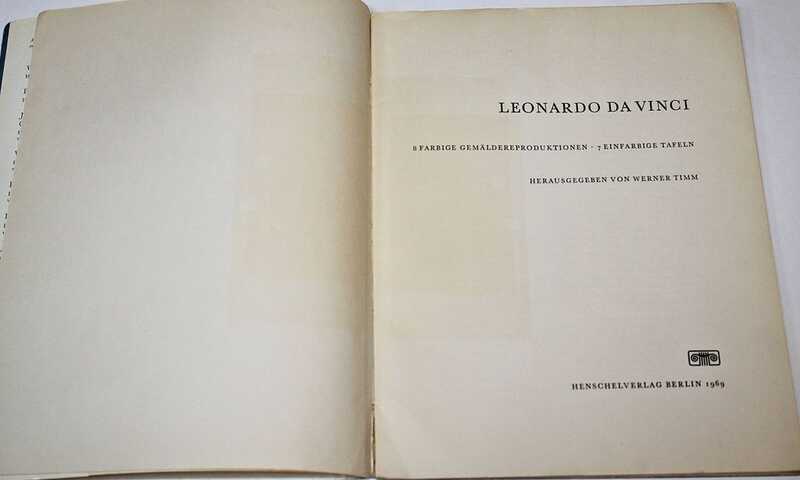 LEONARDO DA VINCI
8 FARBIGE GEMÄLDEREPRODUKTIONEN · 7 EINFARBIGE TAFELN
HERAUSGEGEBEN VON WERNER TIMM
HENSCHELVERLAG BERLIN 1969